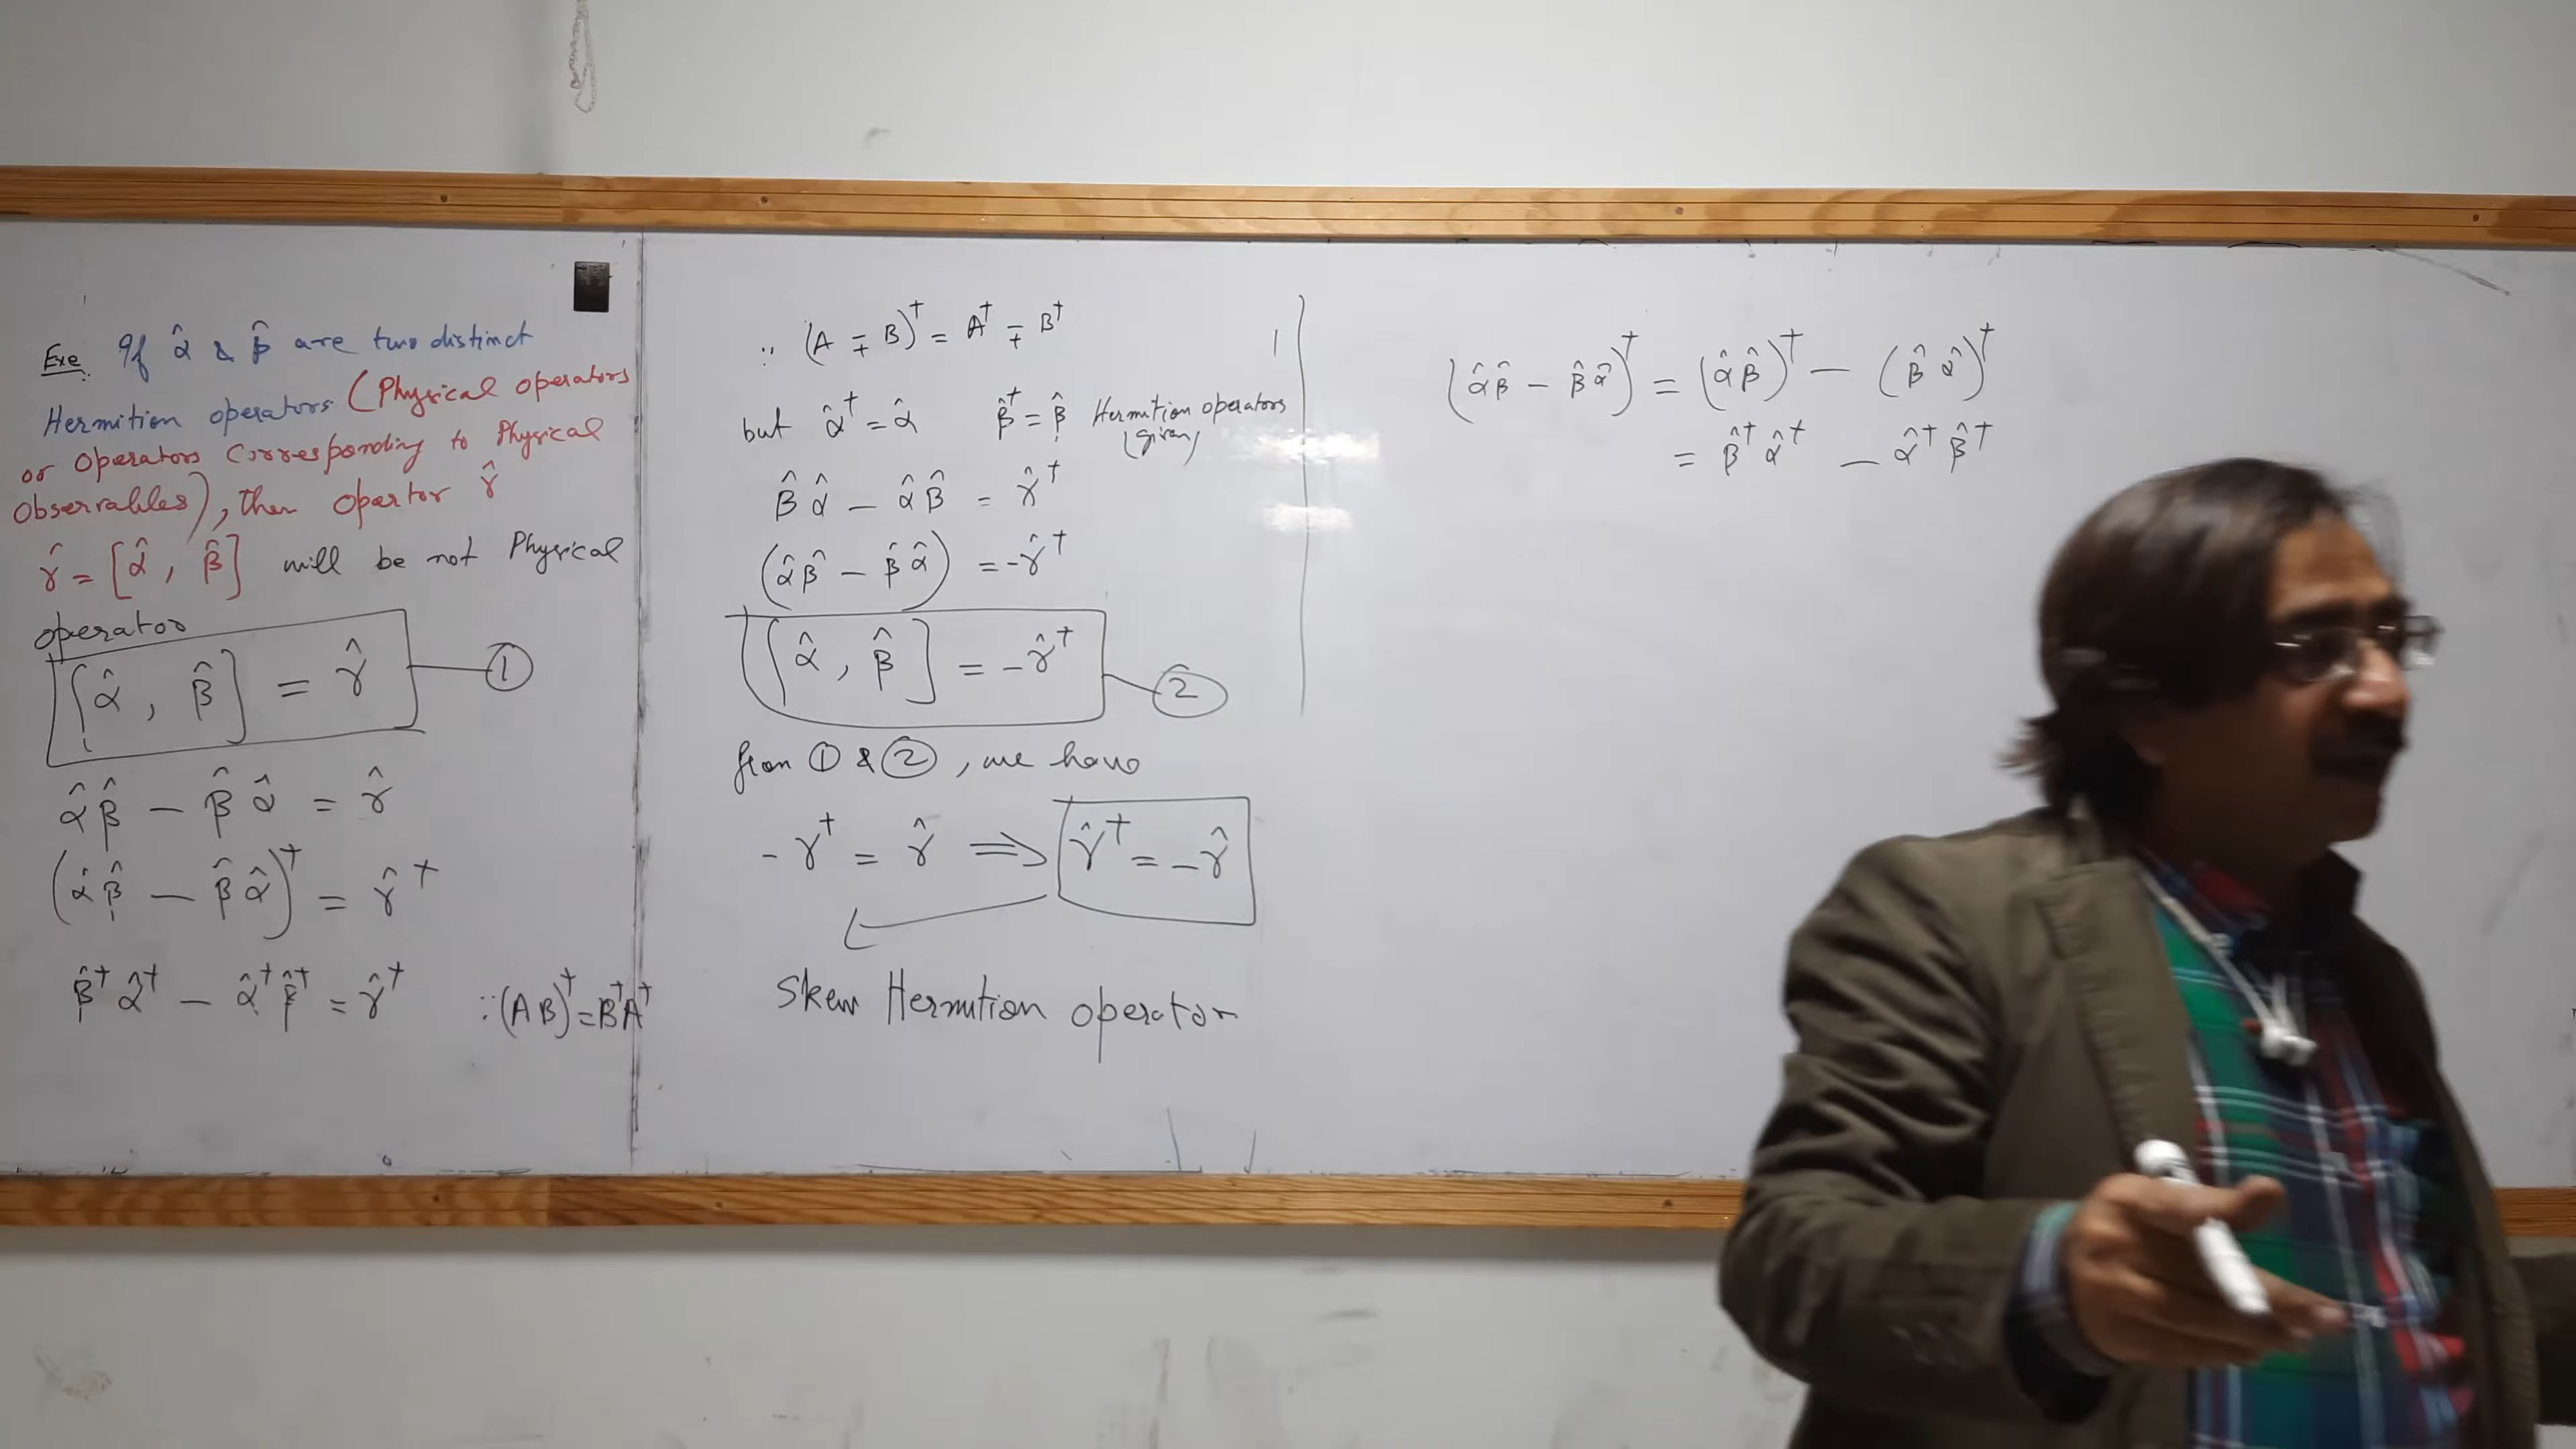 Exe. If α̂ & β̂ are two distinct
Hermition operators (Physical operators
or Operators Corresponding to Physical
Observables), then opertor γ̂
γ̂ = [α̂, β̂] will be not Physical
operator
[α̂, β̂] = γ̂ — ①
α̂β̂ − β̂α̂ = γ̂
(α̂β̂ − β̂α̂)† = γ̂†
β̂†α̂† − α̂†β̂† = γ̂† ∵ (AB)† = B†A†
∵ (A ∓ B)† = A† ∓ B†
but α̂† = α̂ β̂† = β̂ Hermition operators
(given)
β̂α̂ − α̂β̂ = γ̂†
(α̂β̂ − β̂α̂) = -γ̂†
[α̂, β̂] = -γ̂† — ②
from ① & ②, we have
-γ† = γ̂ ⟹ γ̂† = -γ̂
Skew Hermition operator
(α̂β̂ − β̂α̂)† = (α̂β̂)† − (β̂α̂)†
= β̂†α̂† − α̂†β̂†